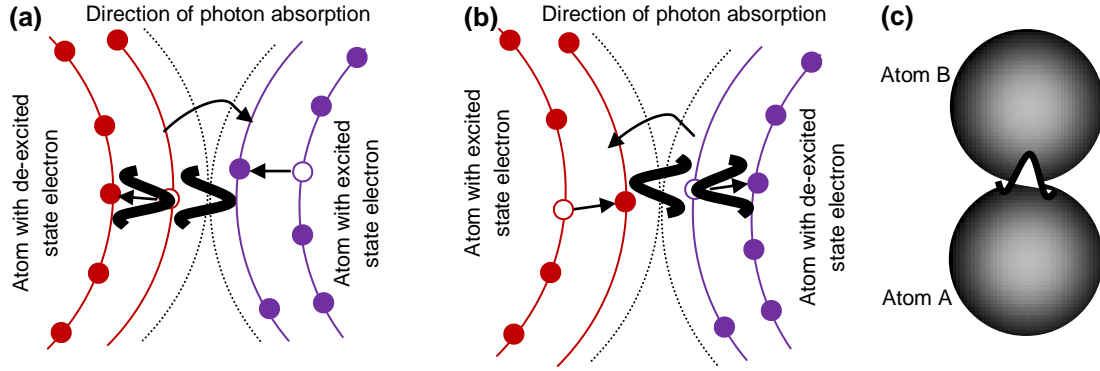 (a)
Direction of photon absorption
Atom with de-excited
state electron
Atom with excited
state electron
(b)
Direction of photon absorption
Atom with excited
state electron
Atom with de-excited
state electron
(c)
Atom B
Atom A